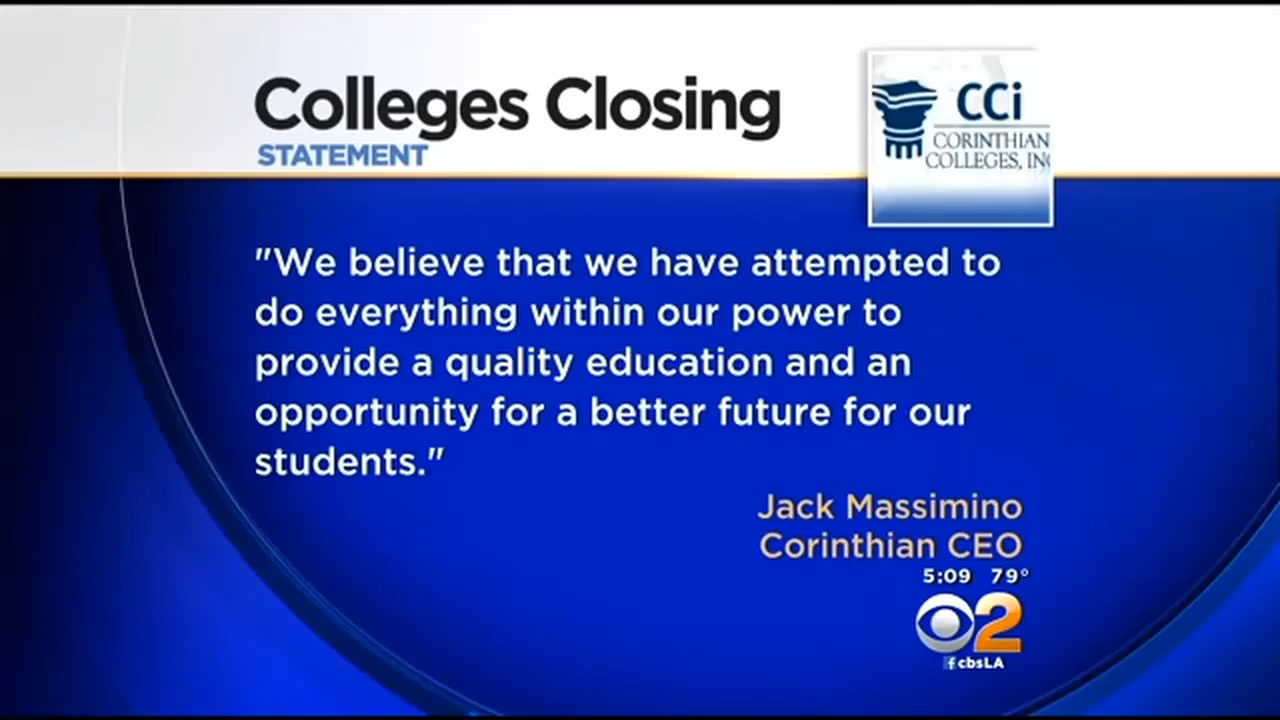 Colleges Closing
STATEMENT
CCi
CORINTHIAN
COLLEGES, IN
"We believe that we have attempted to
do everything within our power to
provide a quality education and an
opportunity for a better future for our
students."
Jack Massimino
Corinthian CEO
5:09 79°
2
f cbsLA